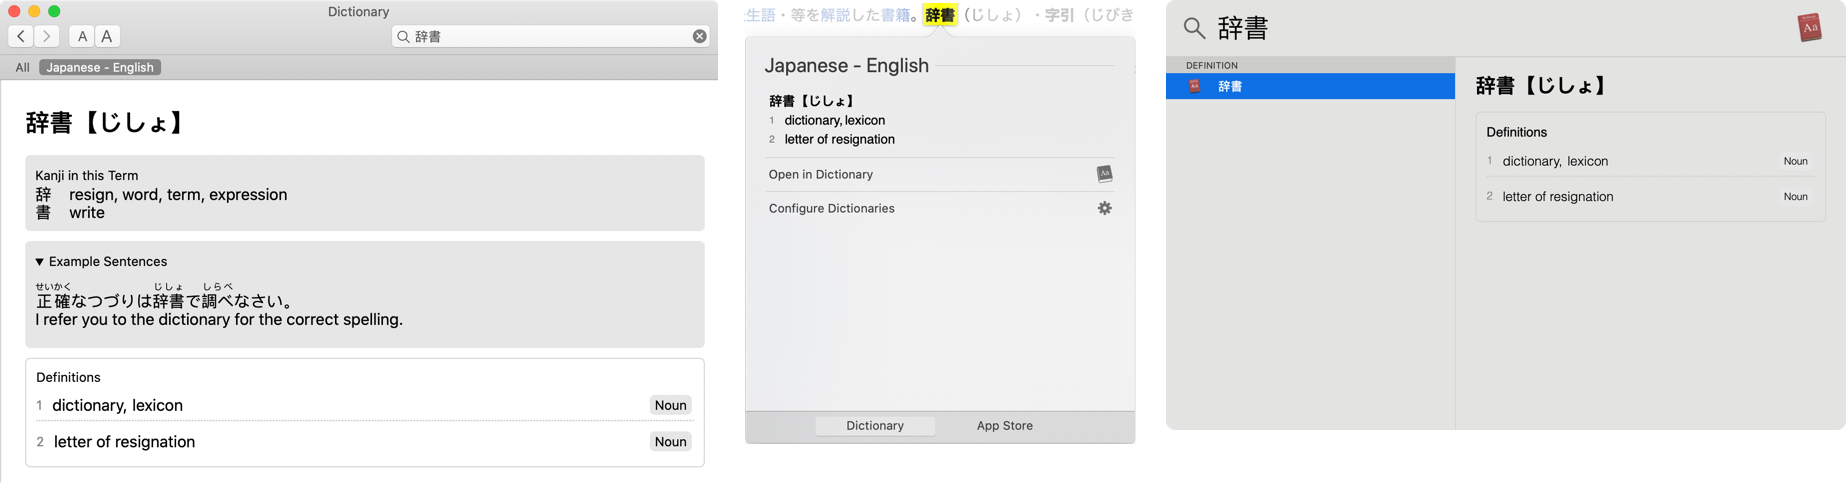 Dictionary
A A
辞書
All Japanese - English
辞書【じしょ】
Kanji in this Term
辞 resign, word, term, expression
書 write
▼ Example Sentences
せいかく じしょ しらべ
正確なつづりは辞書で調べなさい。
I refer you to the dictionary for the correct spelling.
Definitions
1 dictionary, lexicon Noun
2 letter of resignation Noun
生語・等を解説した書籍。辞書（じしょ）・字引（じびき
Japanese - English
辞書【じしょ】
1 dictionary, lexicon
2 letter of resignation
Open in Dictionary
Aa
Configure Dictionaries
Dictionary App Store
辞書
Aa
DEFINITION
辞書
辞書【じしょ】
Definitions
1 dictionary, lexicon Noun
2 letter of resignation Noun